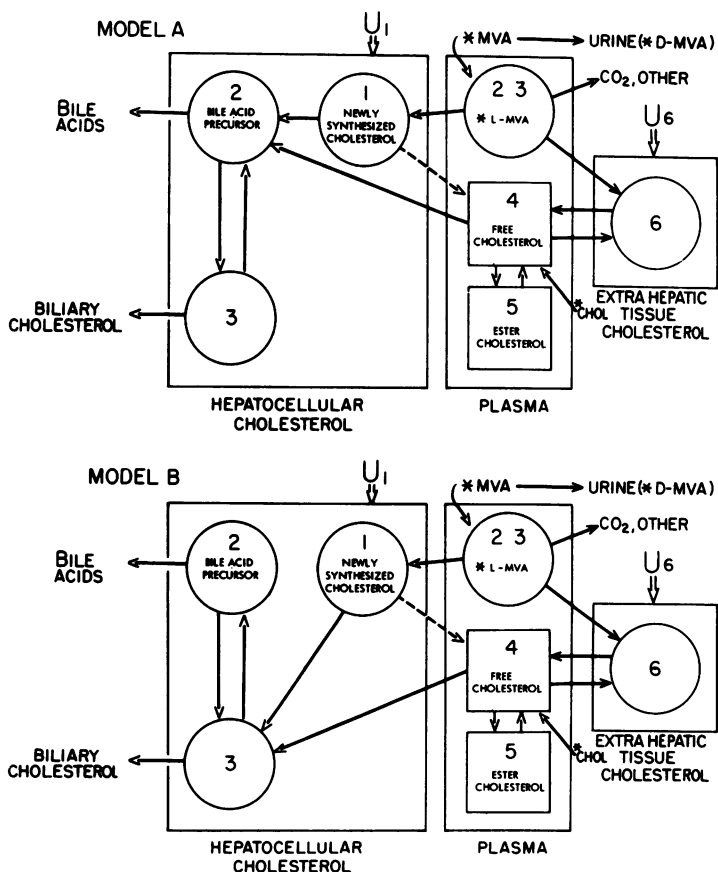 MODEL A
U1
*MVA
URINE(*D-MVA)
BILE
ACIDS
2
BILE ACID
PRECURSOR
1
NEWLY
SYNTHESIZED
CHOLESTEROL
2 3
* L-MVA
CO2, OTHER
U6
4
FREE
CHOLESTEROL
6
BILIARY
CHOLESTEROL
3
5
ESTER
CHOLESTEROL
*CHOL
EXTRA HEPATIC
TISSUE
CHOLESTEROL
HEPATOCELLULAR
CHOLESTEROL
PLASMA
MODEL B
U1
*MVA
URINE(*D-MVA)
BILE
ACIDS
2
BILE ACID
PRECURSOR
1
NEWLY
SYNTHESIZED
CHOLESTEROL
2 3
* L-MVA
CO2, OTHER
U6
4
FREE
CHOLESTEROL
6
BILIARY
CHOLESTEROL
3
5
ESTER
CHOLESTEROL
*CHOL
EXTRA HEPATIC
TISSUE
CHOLESTEROL
HEPATOCELLULAR
CHOLESTEROL
PLASMA